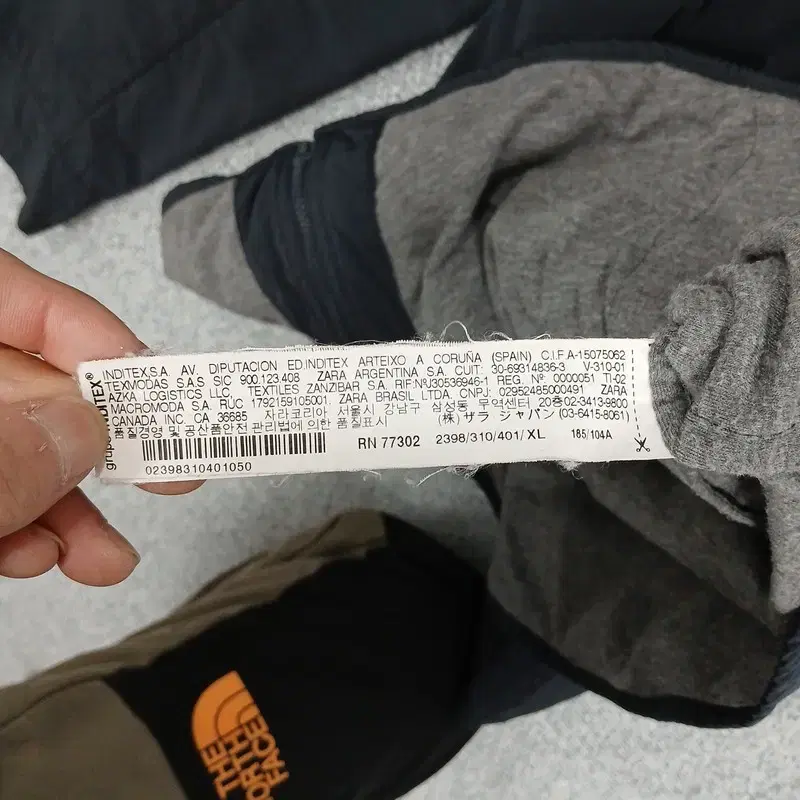 grupo INDITEX®
INDITEX,S.A. AV. DIPUTACION ED.INDITEX ARTEIXO A CORUÑA (SPAIN) C.I.F A-15075062
TEXMODAS S.A.S SIC 900.123.408 ZARA ARGENTINA S.A. CUIT: 30-69314836-3 V-310-01
AZKA LOGISTICS LLC, TEXTILES ZANZIBAR S.A. RIF:NºJ30536946-1 REG Nº 0000051 TI-02
MACROMODA S.A. RUC 1792159105001. ZARA BRASIL LTDA. CNPJ: 02952485000491 ZARA
CANADA INC. CA 36685 자라코리아 서울시 강남구 삼성동 무역센터 20층 02-3413-9800
품질경영 및 공산품안전 관리법에 의한 품질표시 (株) ザラ ジャパン (03-6415-8061)
RN 77302 2398/310/401/XL 185/104A
02398310401050
THE
NORTH
FACE